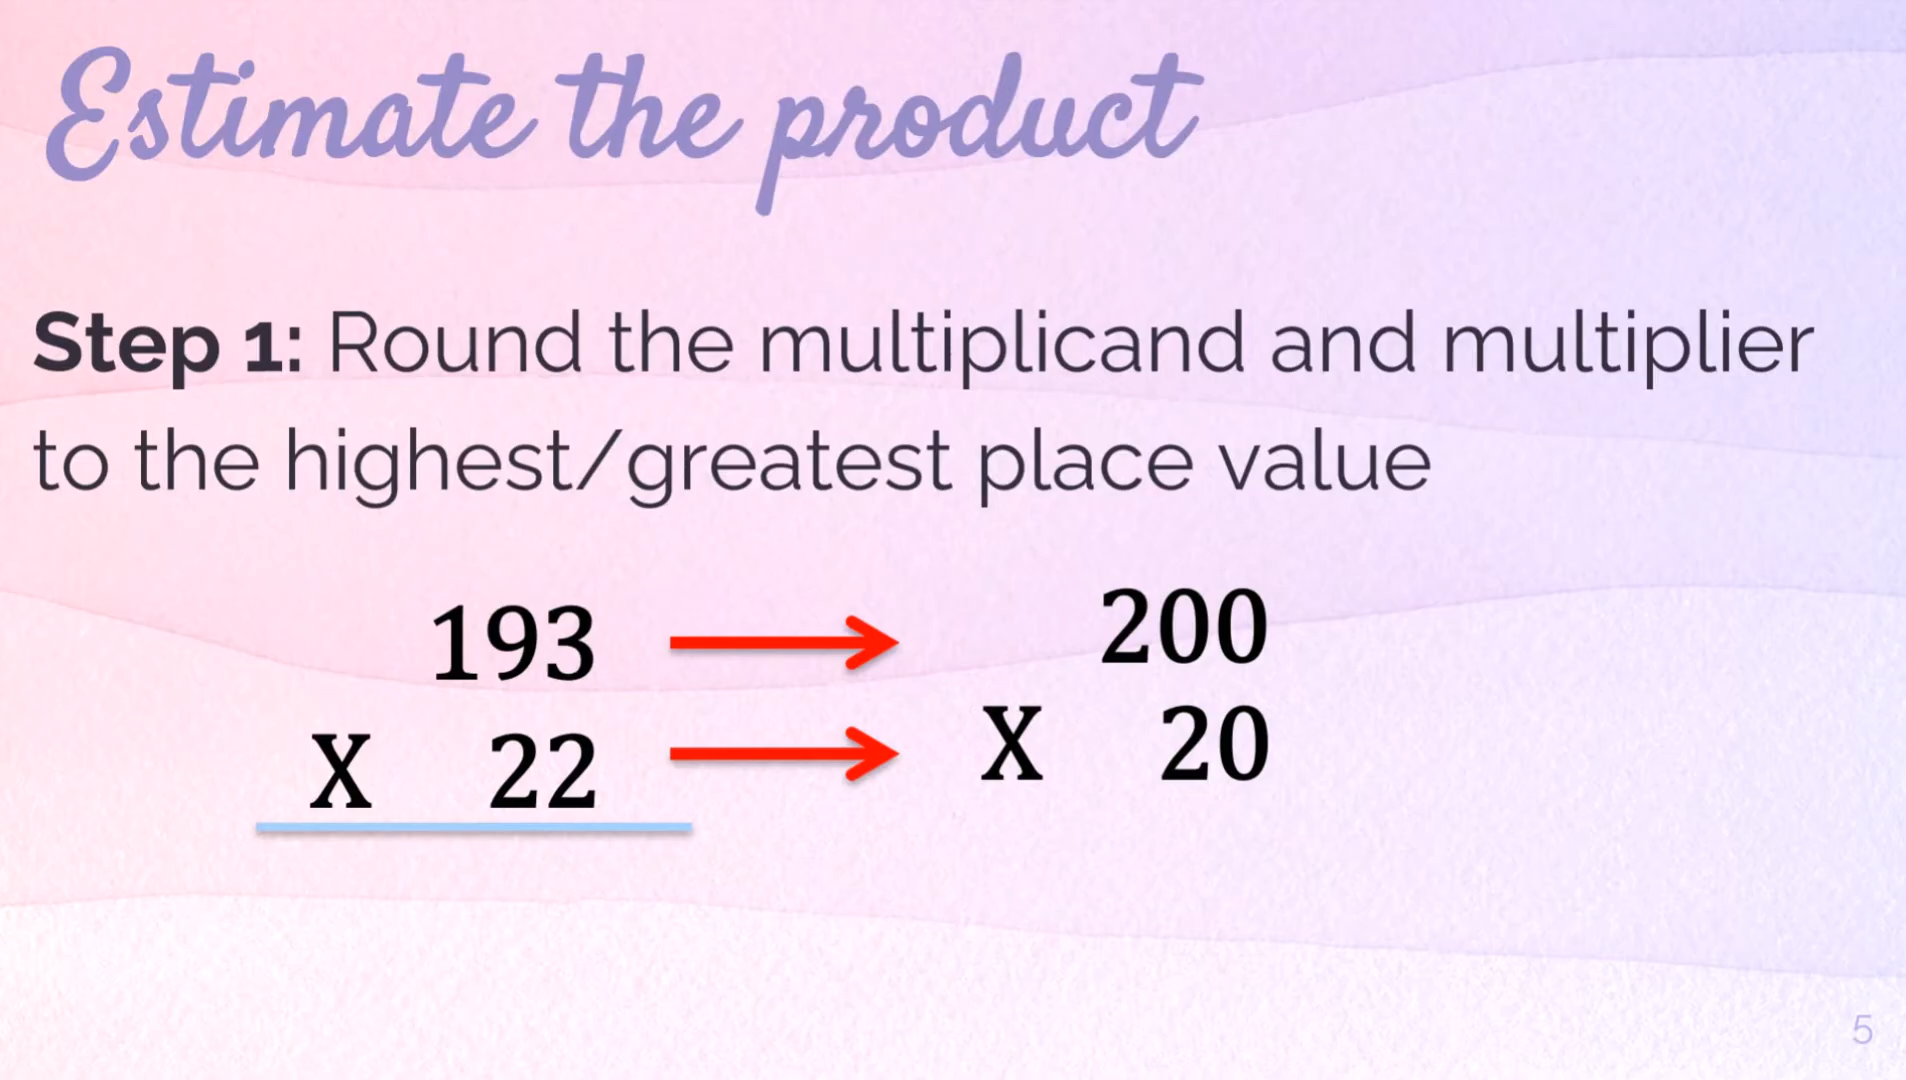 Estimate the product
Step 1: Round the multiplicand and multiplier
to the highest/greatest place value
193 200
X 22 X 20
5